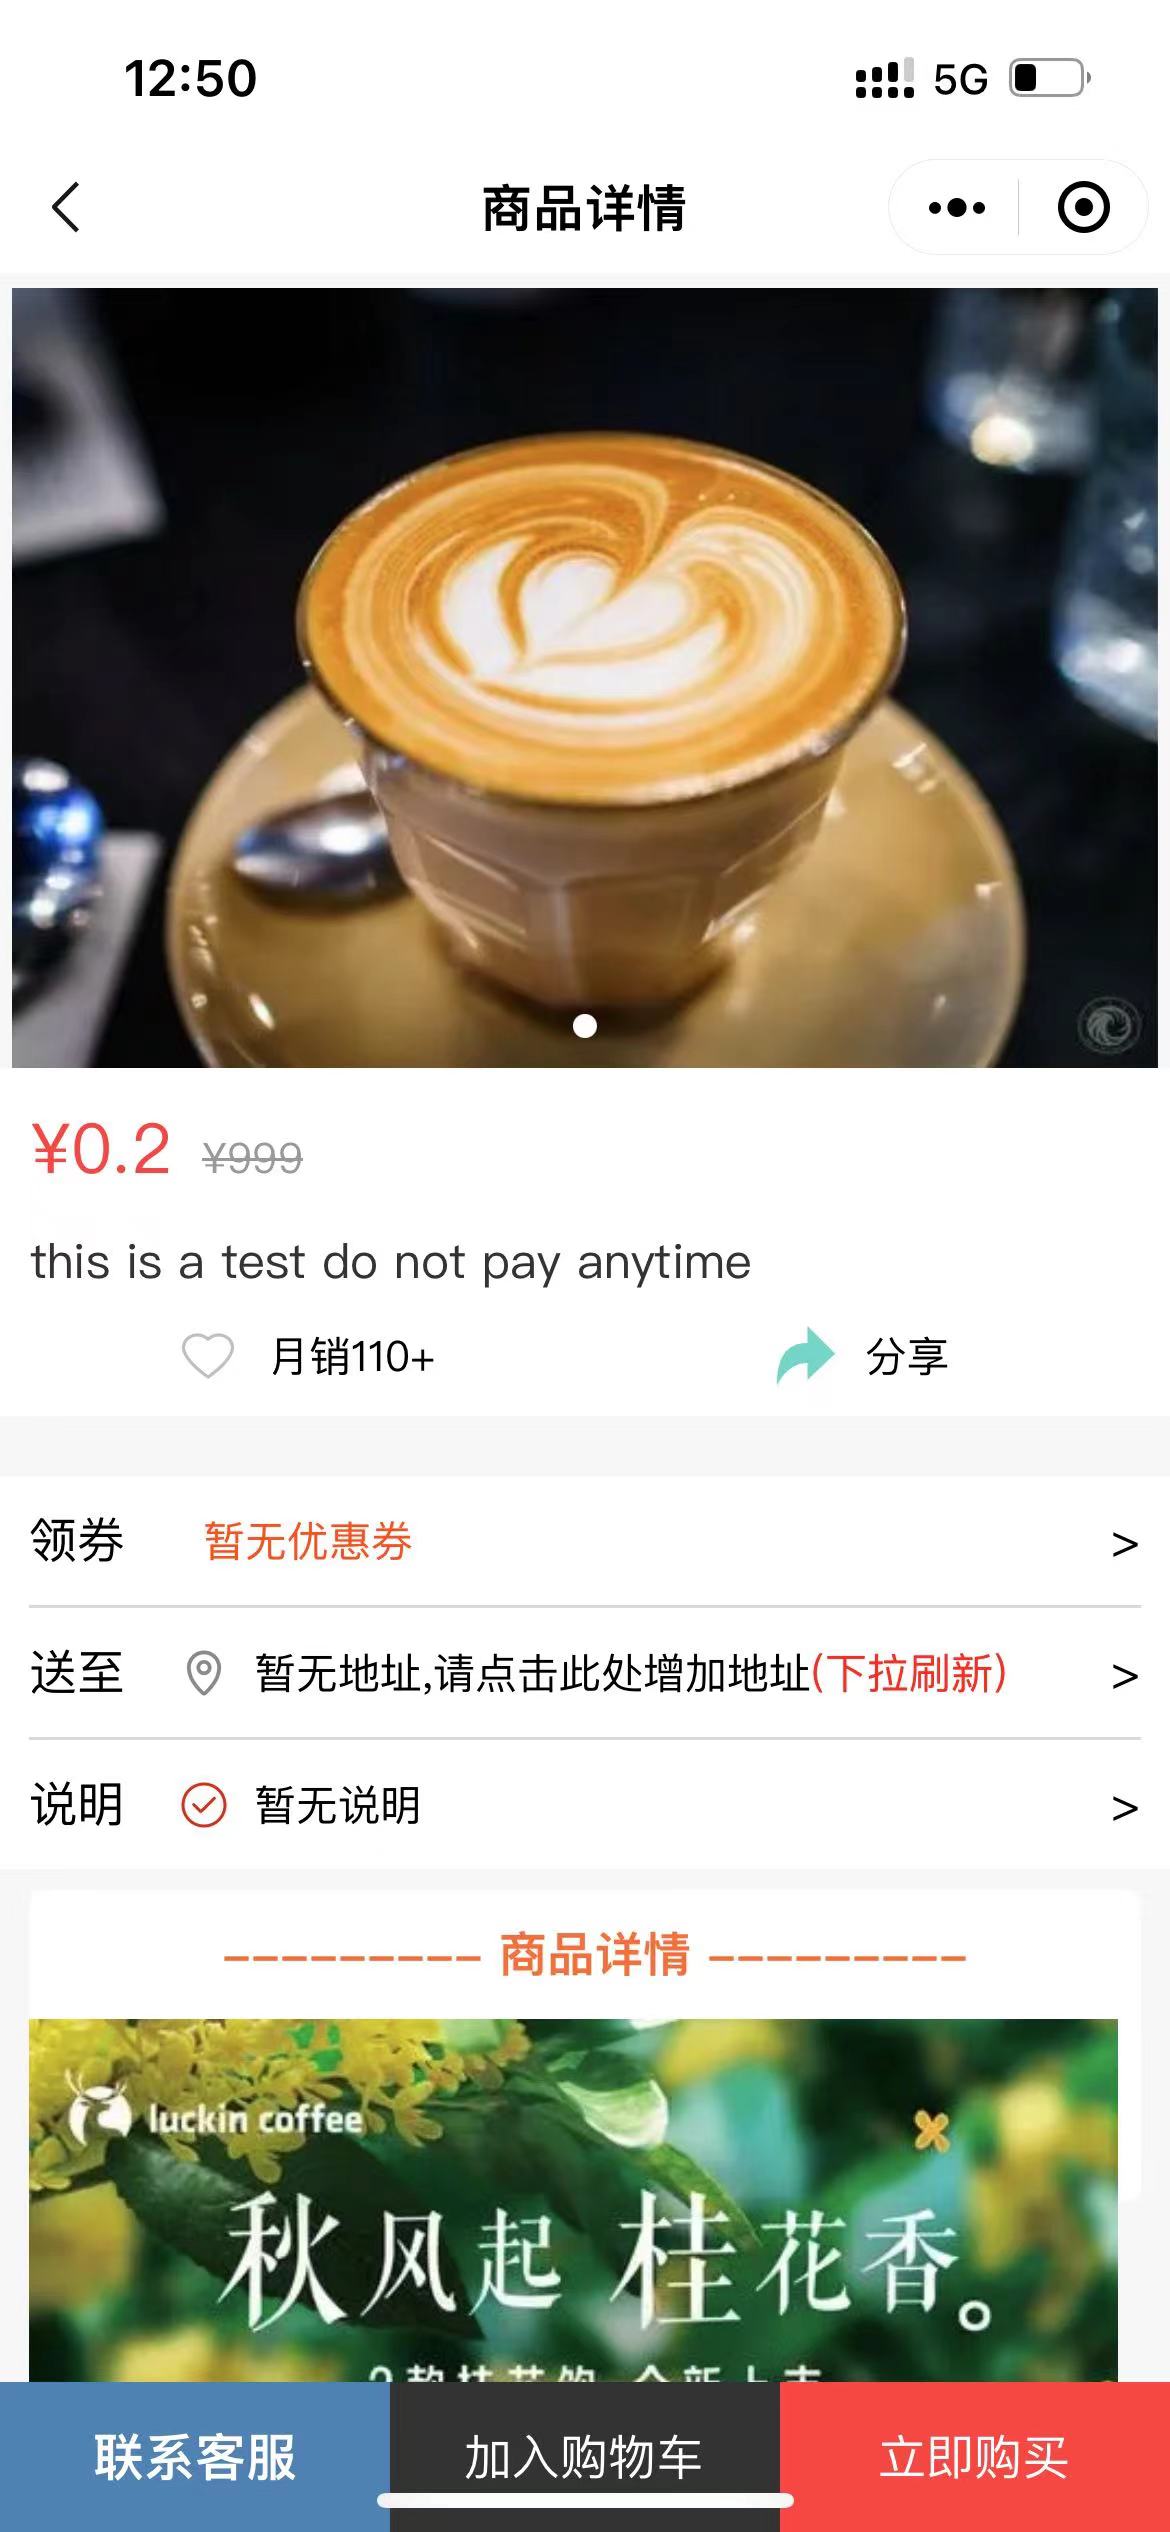 12:50
5G
商品详情
¥0.2 ¥999
this is a test do not pay anytime
月销110+
分享
领券 暂无优惠券 >
送至 暂无地址,请点击此处增加地址(下拉刷新) >
说明 暂无说明 >
--------- 商品详情 ---------
luckin coffee
秋风起 桂花香。
联系客服
加入购物车
立即购买